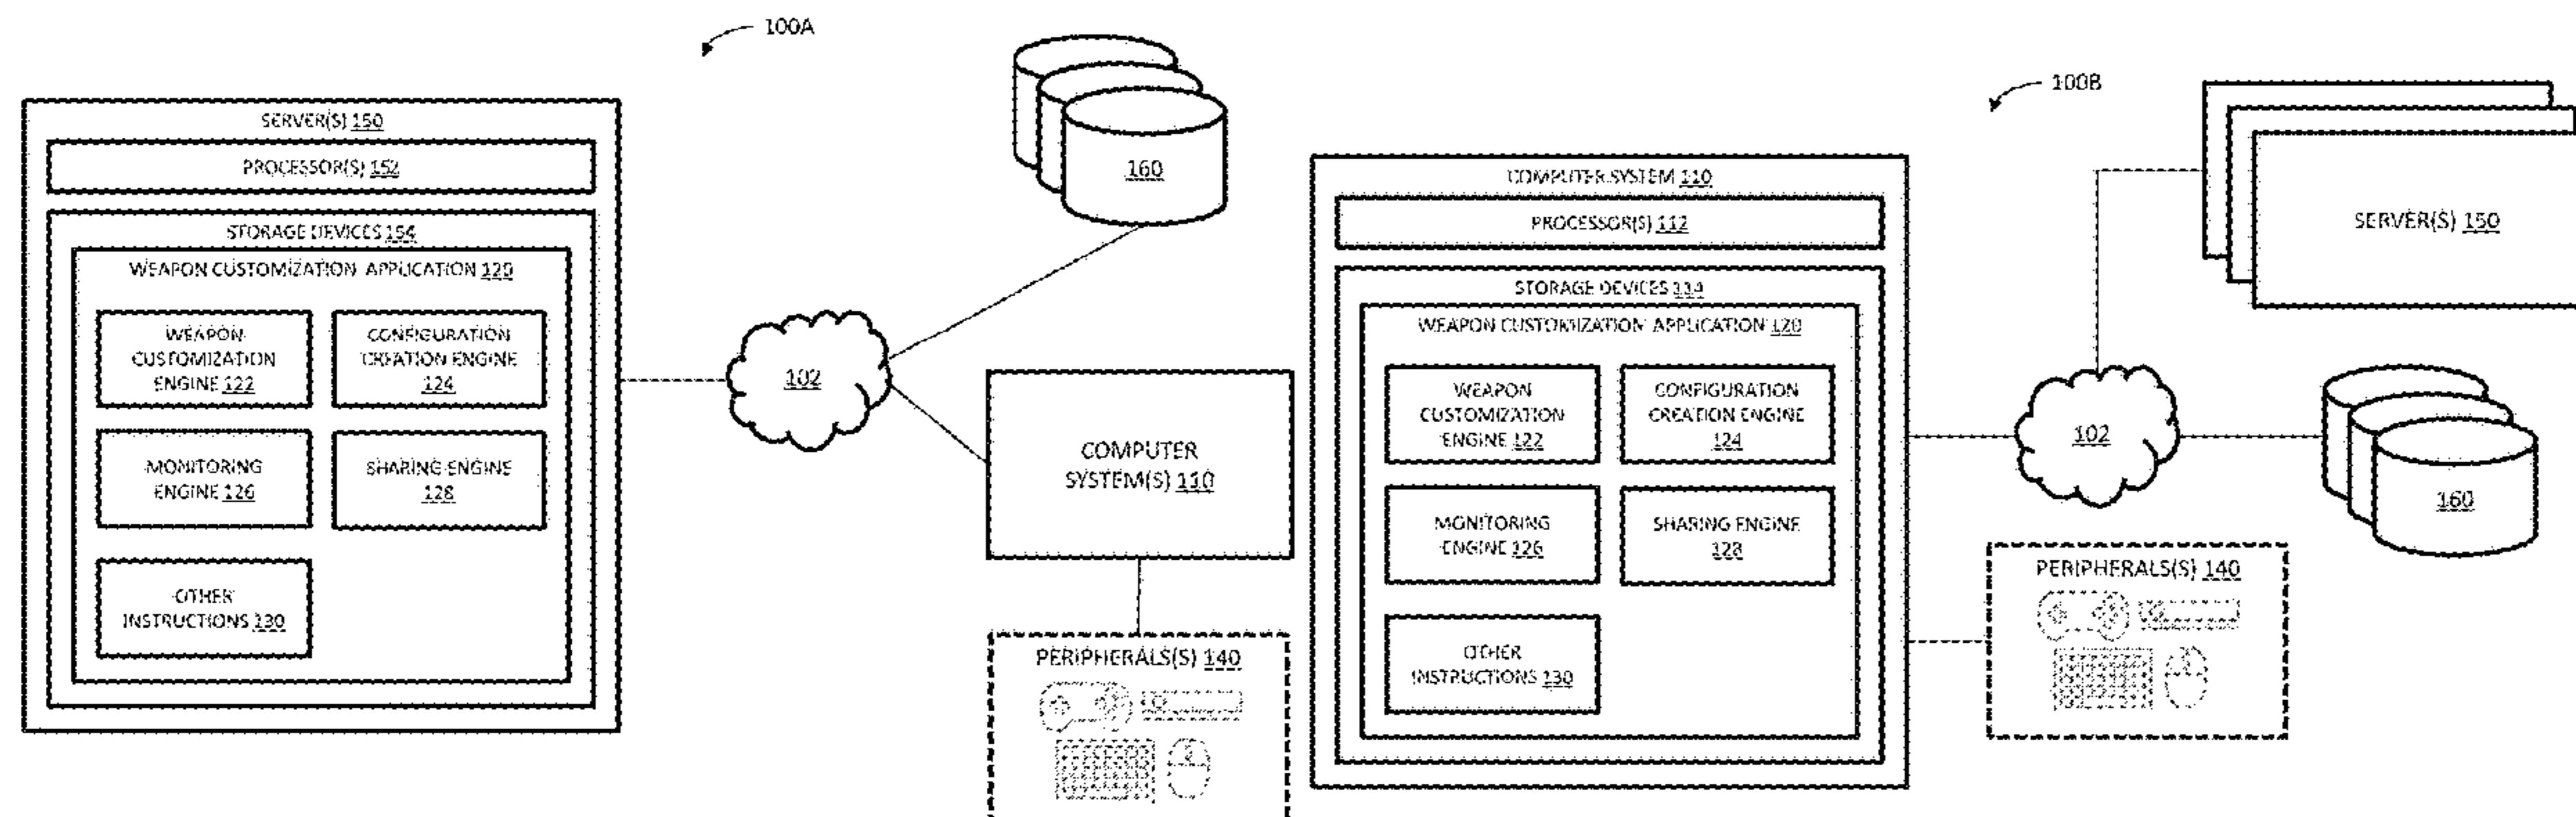 100A
SERVER(S) 150
PROCESSOR(S) 152
STORAGE DEVICES 154
WEAPON CUSTOMIZATION APPLICATION 120
WEAPON
CUSTOMIZATION
ENGINE 122
CONFIGURATION
CREATION ENGINE
124
MONITORING
ENGINE 126
SHARING ENGINE
128
OTHER
INSTRUCTIONS 130
102
160
COMPUTER
SYSTEM(S) 110
PERIPHERALS(S) 140
100B
COMPUTER SYSTEM 110
PROCESSOR(S) 112
STORAGE DEVICES 114
WEAPON CUSTOMIZATION APPLICATION 120
WEAPON
CUSTOMIZATION
ENGINE 122
CONFIGURATION
CREATION ENGINE
124
MONITORING
ENGINE 126
SHARING ENGINE
128
OTHER
INSTRUCTIONS 130
102
SERVER(S) 150
160
PERIPHERALS(S) 140